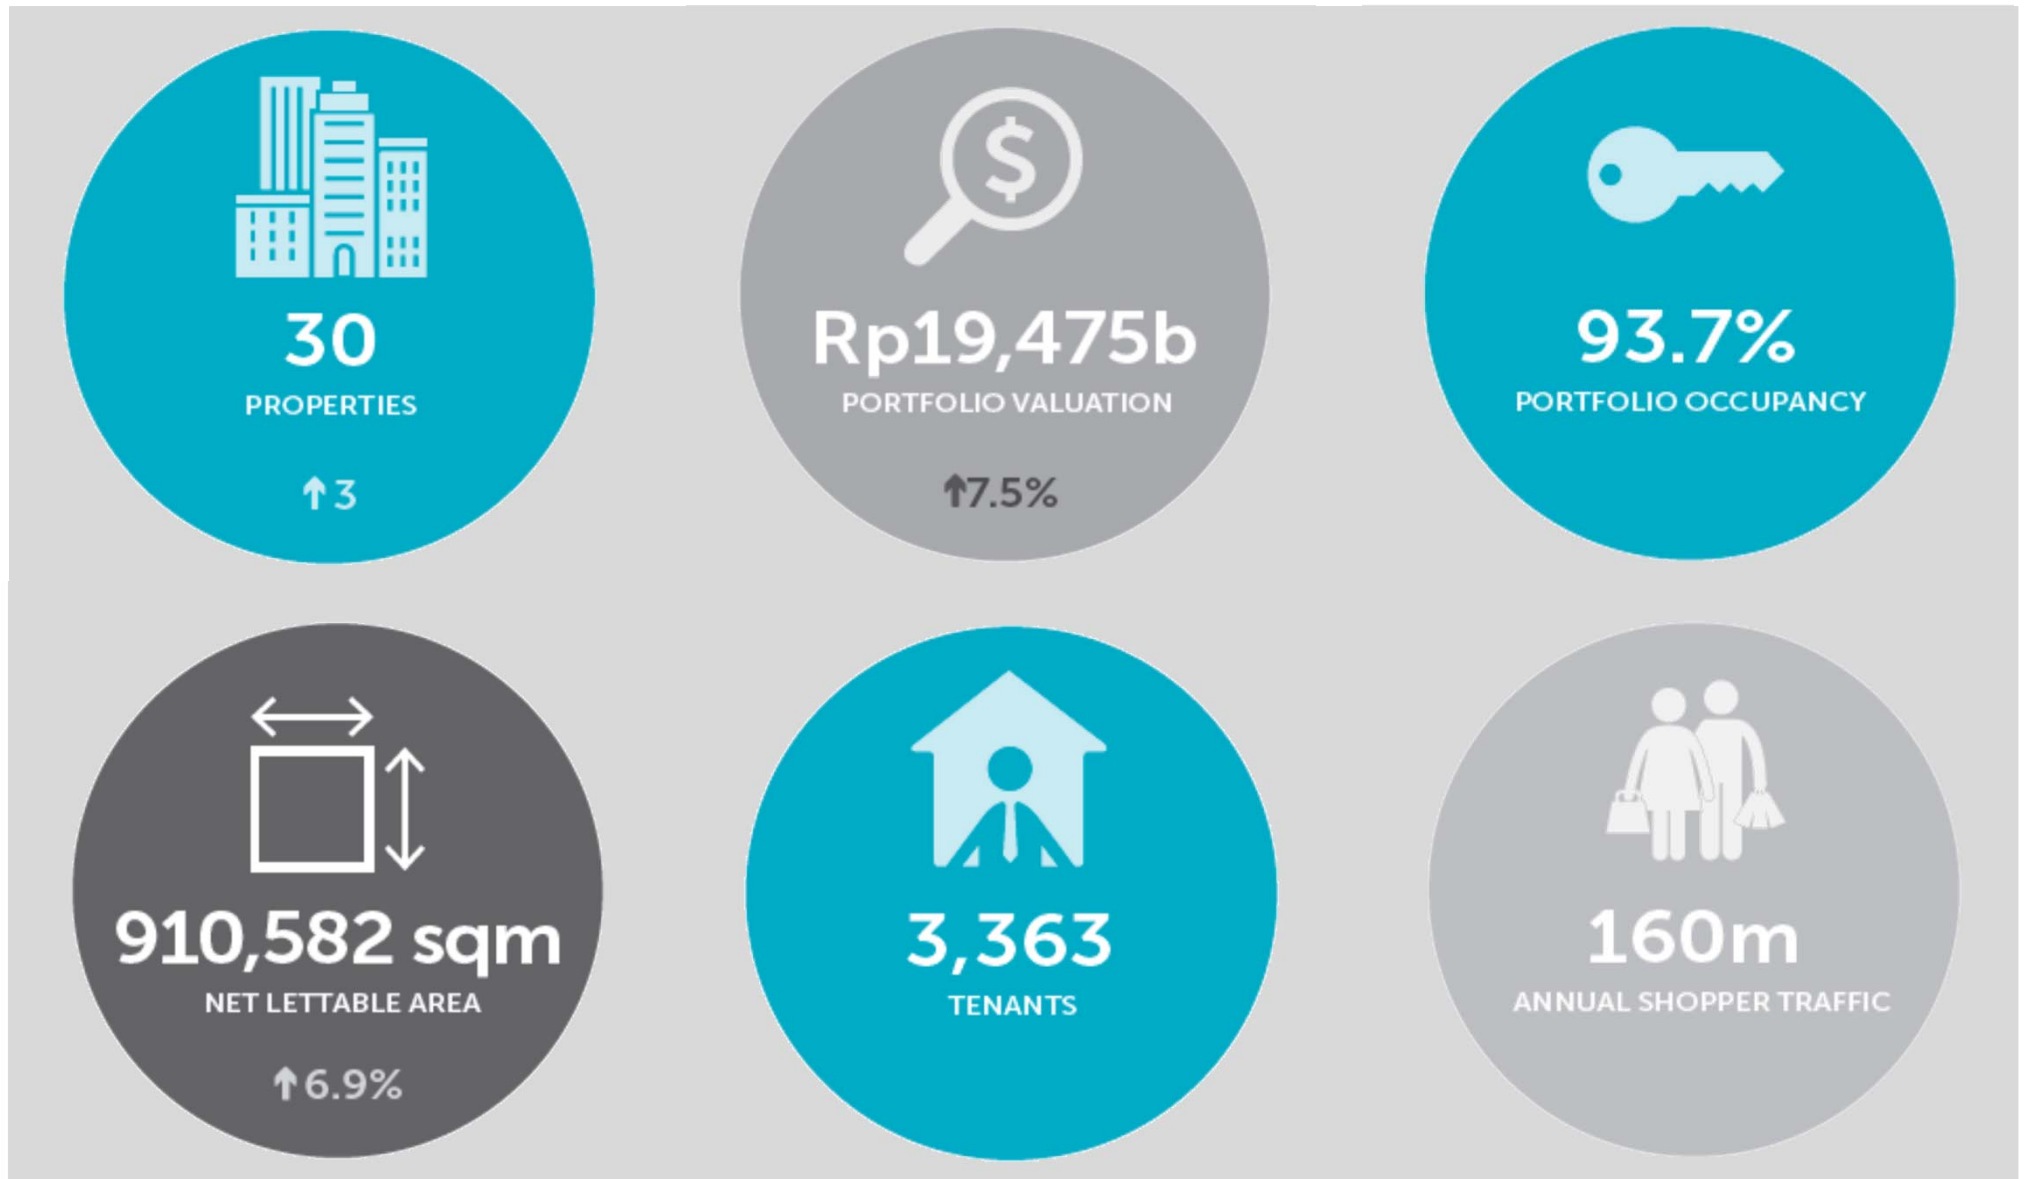 30
PROPERTIES
↑3
Rp19,475b
PORTFOLIO VALUATION
↑7.5%
93.7%
PORTFOLIO OCCUPANCY
910,582 sqm
NET LETTABLE AREA
↑6.9%
3,363
TENANTS
160m
ANNUAL SHOPPER TRAFFIC